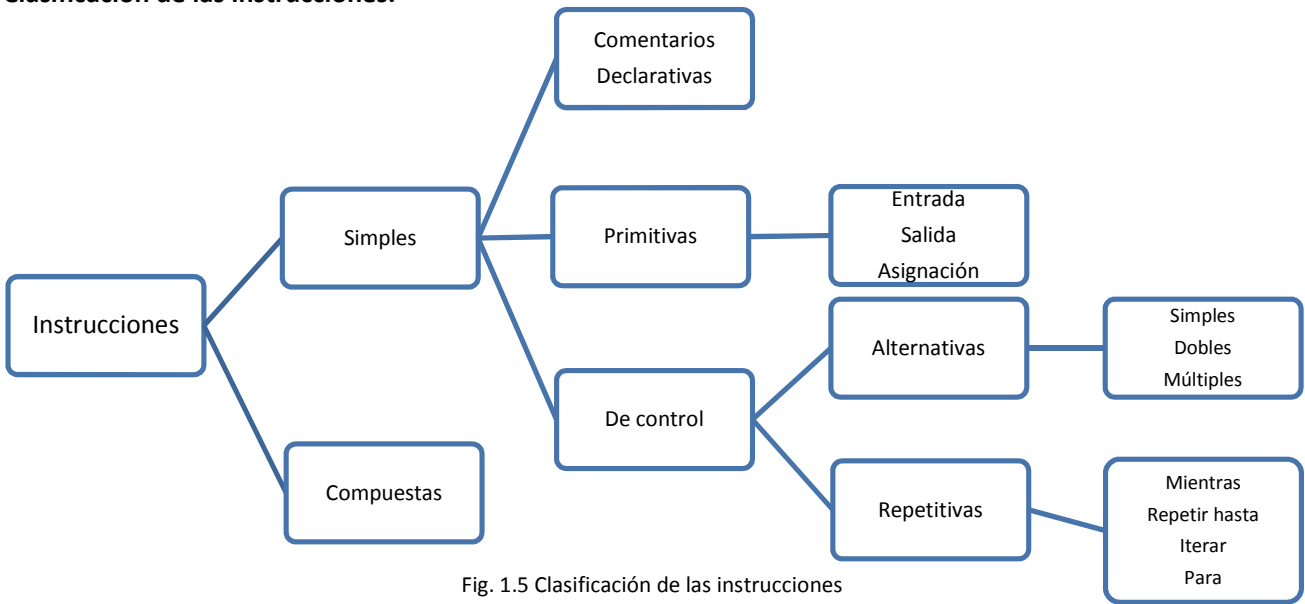 Clasificación de las instrucciones.
Comentarios
Declarativas
Simples
Primitivas
Entrada
Salida
Asignación
Instrucciones
Alternativas
Simples
Dobles
Múltiples
De control
Compuestas
Repetitivas
Mientras
Repetir hasta
Iterar
Para
Fig. 1.5 Clasificación de las instrucciones